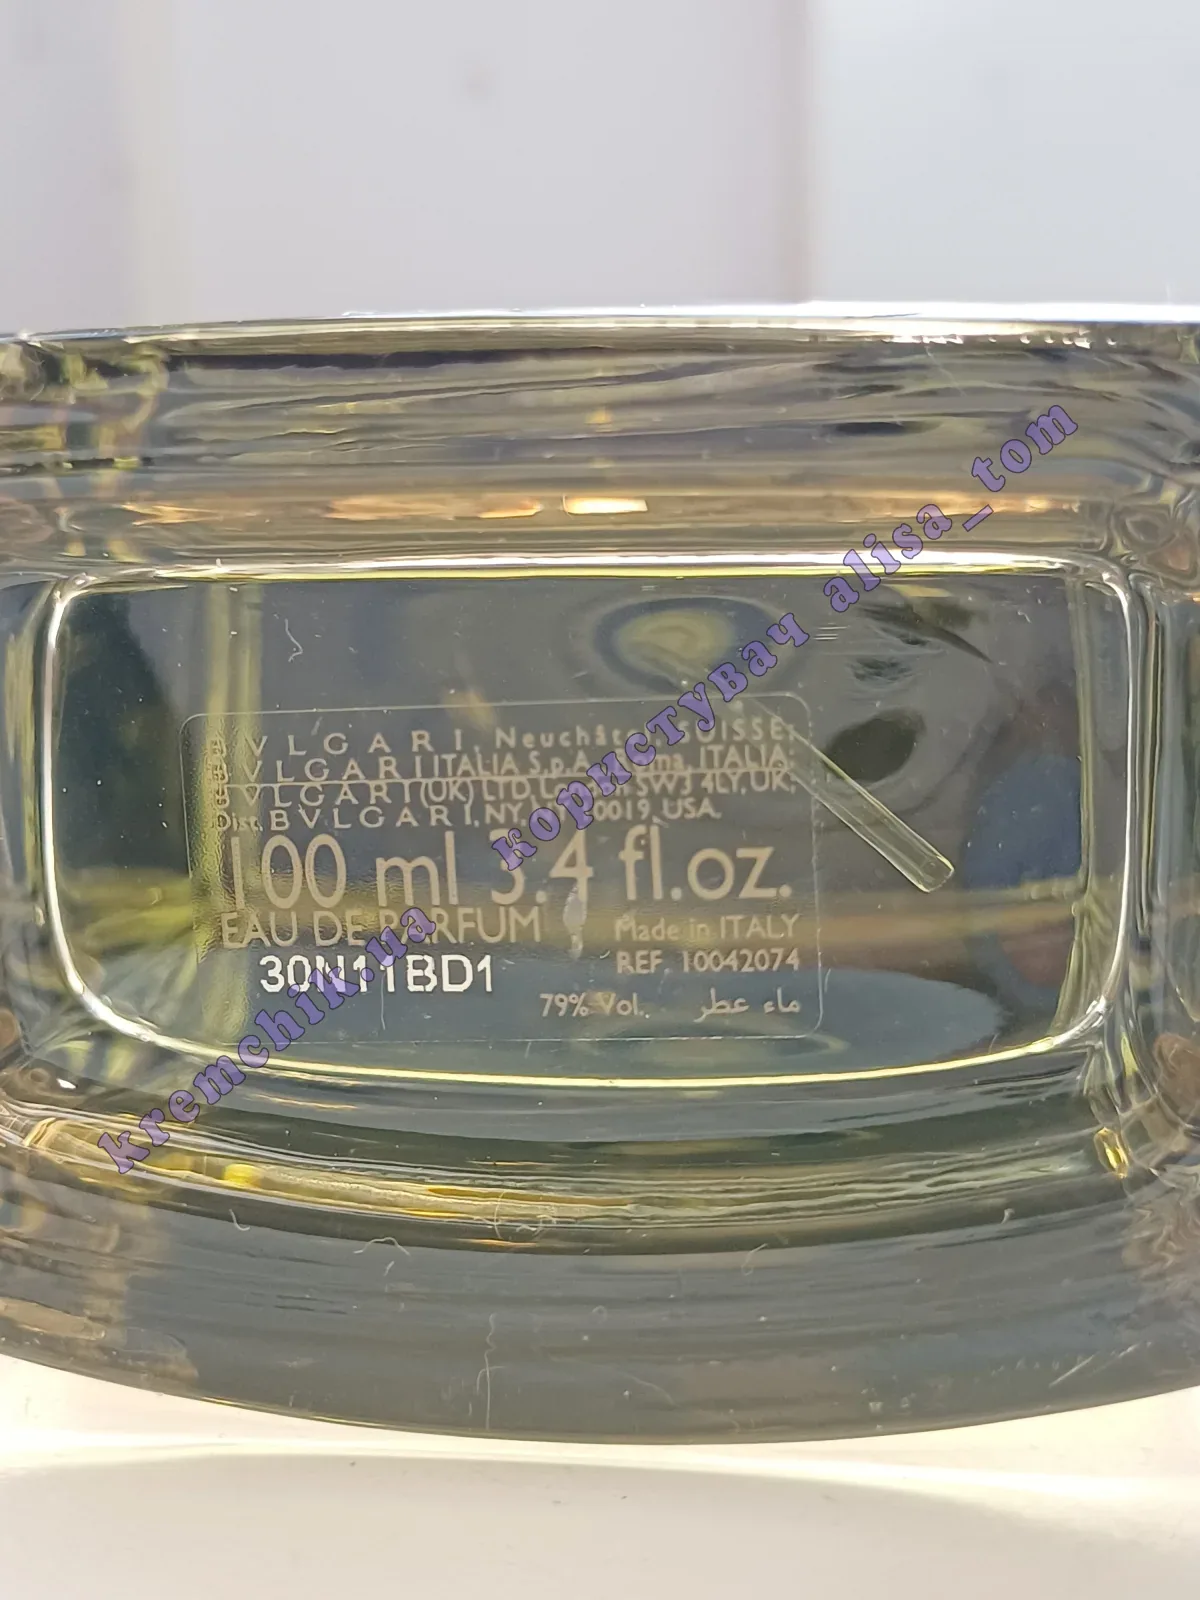 BVLGARI, Neuchâtel SUISSE;
BVLGARI ITALIA S.p.A. Roma, ITALIA;
BVLGARI (UK) LTD, SW3 4LY, UK;
Dist. BVLGARI, NY, 10019, USA.
100 ml 3.4 fl.oz.
EAU DE PARFUM
Made in ITALY
30N11BD1
REF. 10042074
79% Vol. ماء عطر
kremchik.ua користувач alisa_tom